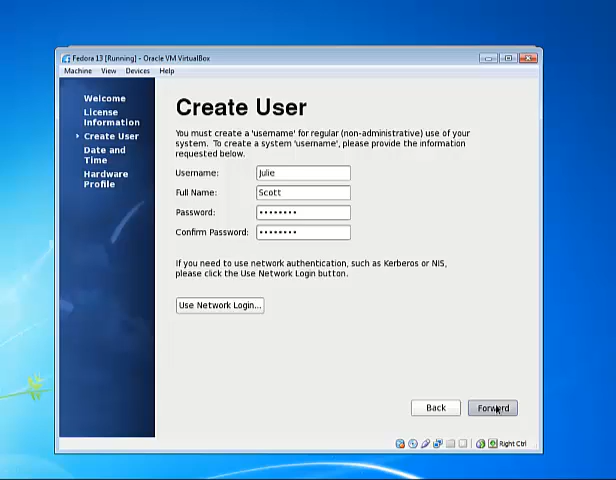 Fedora 13 [Running] - Oracle VM VirtualBox
Machine View Devices Help
Welcome
License
Information
Create User
Date and
Time
Hardware
Profile
Create User
You must create a 'username' for regular (non-administrative) use of your
system. To create a system 'username', please provide the information
requested below.
Username: Julie
Full Name: Scott
Password: ••••••••
Confirm Password: ••••••••
If you need to use network authentication, such as Kerberos or NIS,
please click the Use Network Login button.
Use Network Login...
Back Forward
Right Ctrl